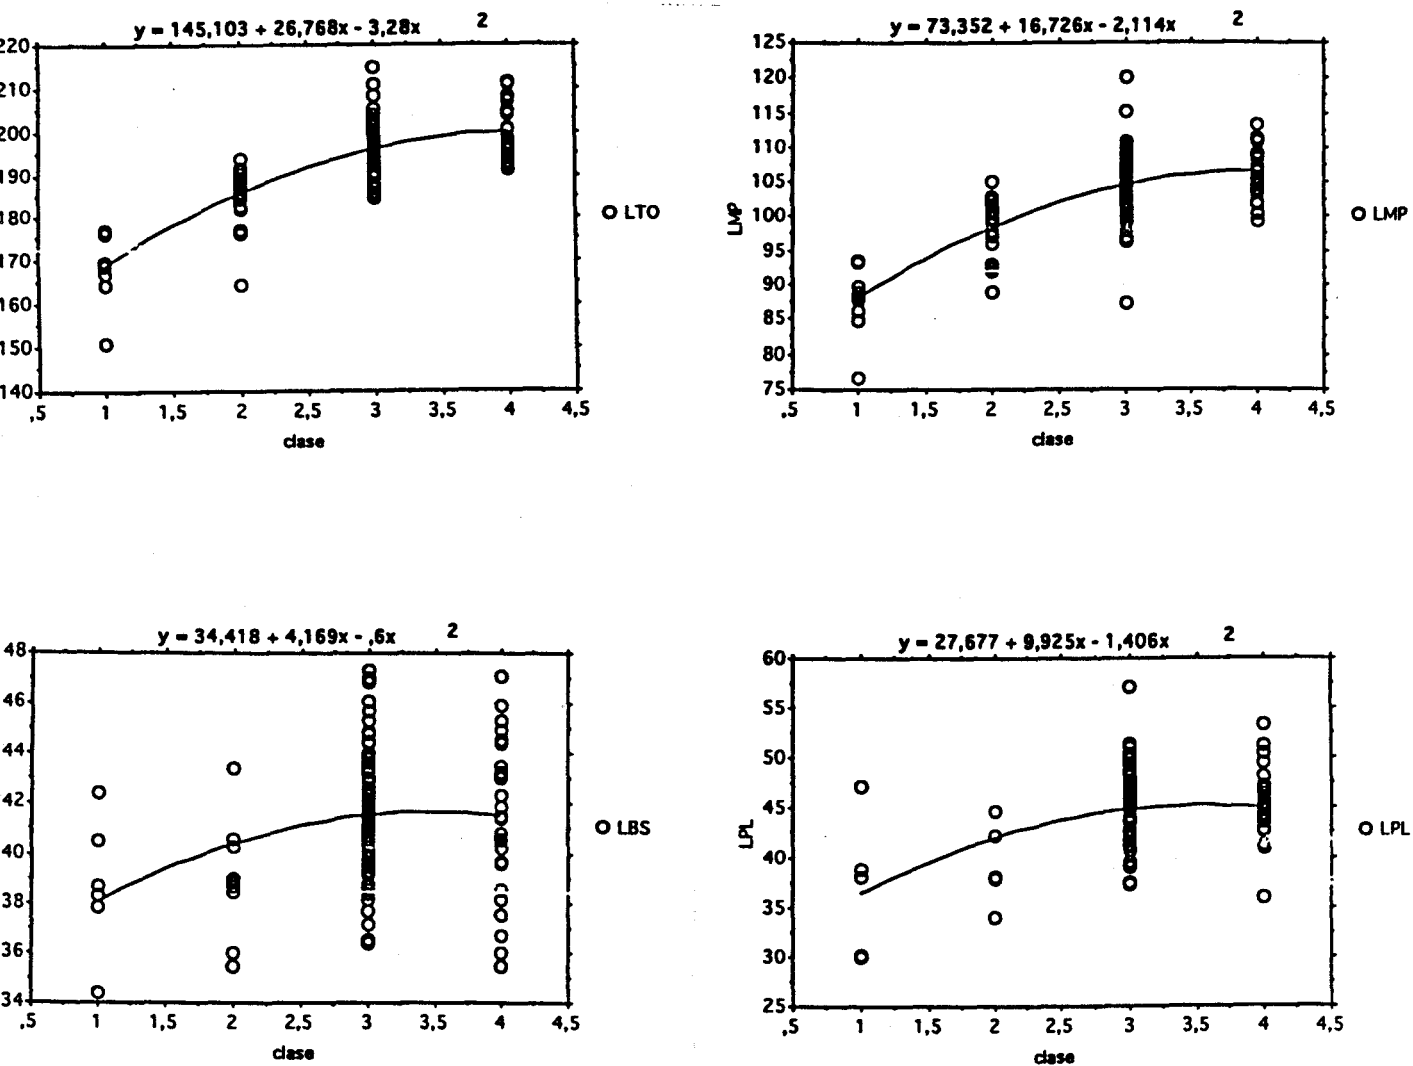 y = 145,103 + 26,768x - 3,28x 2
220
210
200
190
180
170
160
150
140
,5 1 1,5 2 2,5 3 3,5 4 4,5
clase
LTO
y = 73,352 + 16,726x - 2,114x 2
125
120
115
110
105
100
95
90
85
80
75
LMP
,5 1 1,5 2 2,5 3 3,5 4 4,5
clase
LMP
y = 34,418 + 4,169x - ,6x 2
48
46
44
42
40
38
36
34
,5 1 1,5 2 2,5 3 3,5 4 4,5
clase
LBS
y = 27,677 + 9,925x - 1,406x 2
60
55
50
45
40
35
30
25
LPL
,5 1 1,5 2 2,5 3 3,5 4 4,5
clase
LPL